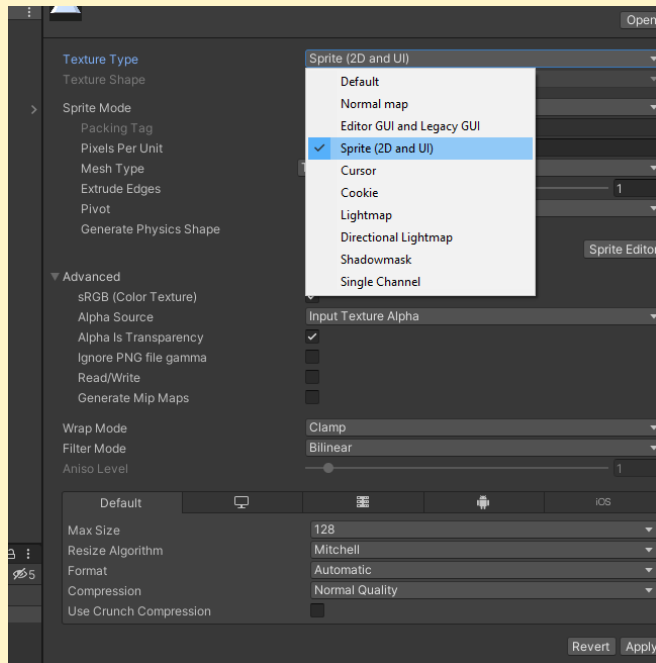 Open
Texture Type
Sprite (2D and UI)
Texture Shape
Default
Normal map
Editor GUI and Legacy GUI
Sprite (2D and UI)
Cursor
Cookie
Lightmap
Directional Lightmap
Shadowmask
Single Channel
Sprite Mode
Packing Tag
Pixels Per Unit
Mesh Type
Extrude Edges
1
Pivot
Generate Physics Shape
Sprite Editor
Advanced
sRGB (Color Texture)
Alpha Source
Input Texture Alpha
Alpha Is Transparency
Ignore PNG file gamma
Read/Write
Generate Mip Maps
Wrap Mode
Clamp
Filter Mode
Bilinear
Aniso Level
1
Default
iOS
Max Size
128
Resize Algorithm
Mitchell
Format
Automatic
5
Compression
Normal Quality
Use Crunch Compression
Revert
Apply